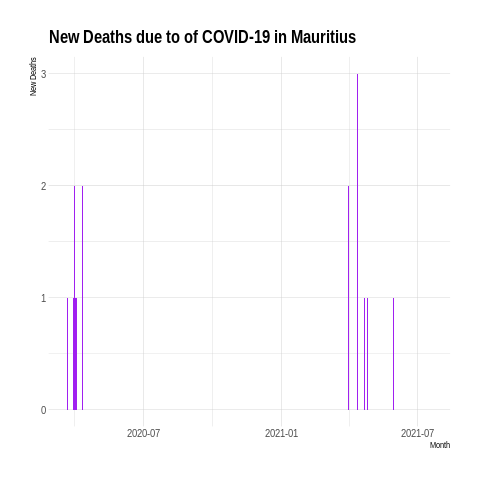 New Deaths due to of COVID-19 in Mauritius
New Deaths
3
2
1
0
2020-07
2021-01
2021-07
Month